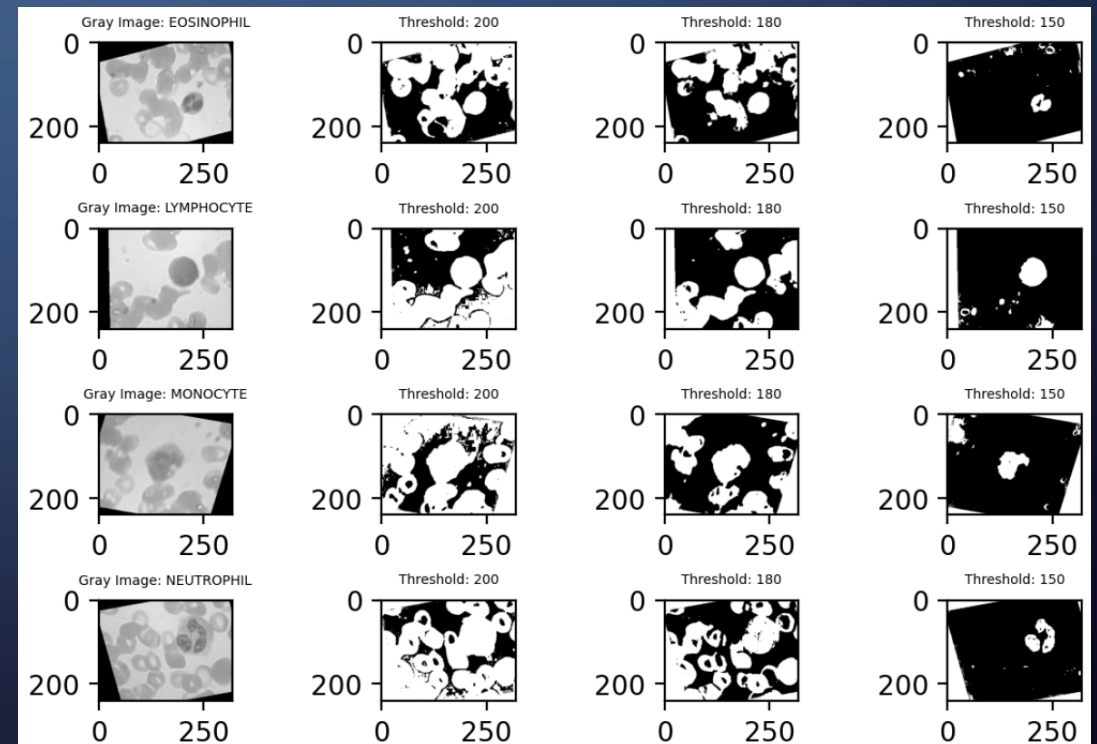 Gray Image: EOSINOPHIL Threshold: 200 Threshold: 180 Threshold: 150
0 0 0 0
200 200 200 200
0 250 0 250 0 250 0 250
Gray Image: LYMPHOCYTE Threshold: 200 Threshold: 180 Threshold: 150
0 0 0 0
200 200 200 200
0 250 0 250 0 250 0 250
Gray Image: MONOCYTE Threshold: 200 Threshold: 180 Threshold: 150
0 0 0 0
200 200 200 200
0 250 0 250 0 250 0 250
Gray Image: NEUTROPHIL Threshold: 200 Threshold: 180 Threshold: 150
0 0 0 0
200 200 200 200
0 250 0 250 0 250 0 250